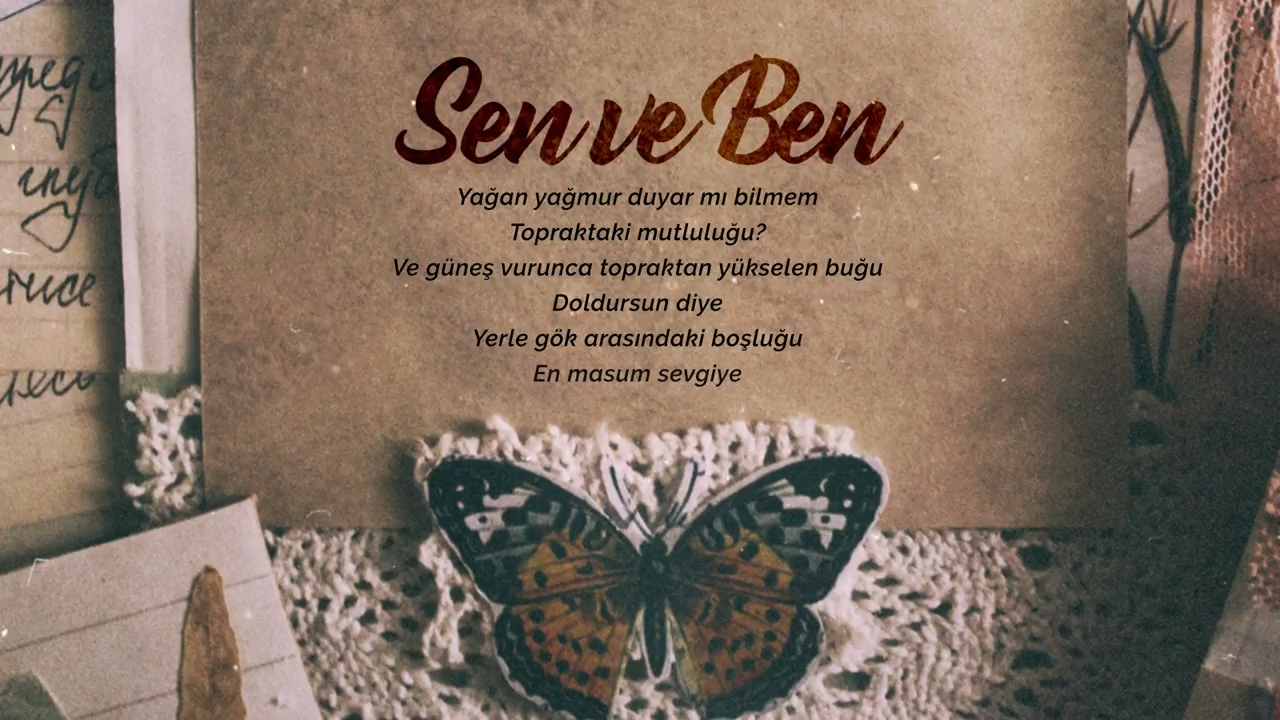 Sen ve Ben
Yağan yağmur duyar mı bilmem
Topraktaki mutluluğu?
Ve güneş vurunca topraktan yükselen buğu
Doldursun diye
Yerle gök arasındaki boşluğu
En masum sevgiye